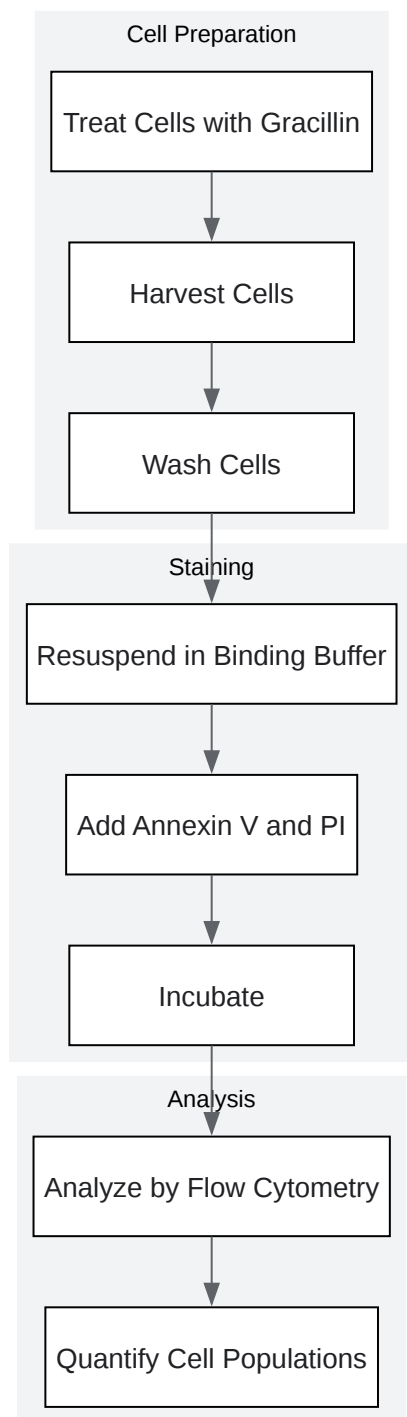 Cell Preparation
Treat Cells with Gracillin
Harvest Cells
Wash Cells
Staining
Resuspend in Binding Buffer
Add Annexin V and PI
Incubate
Analysis
Analyze by Flow Cytometry
Quantify Cell Populations